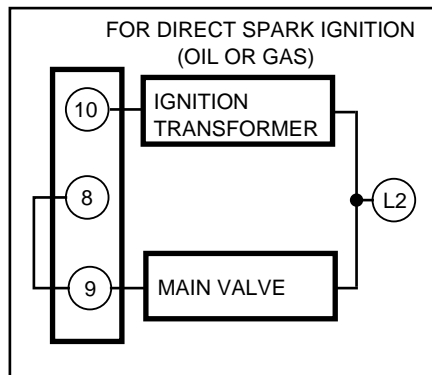 FOR DIRECT SPARK IGNITION
(OIL OR GAS)
10
IGNITION
TRANSFORMER
8
L2
9
MAIN VALVE